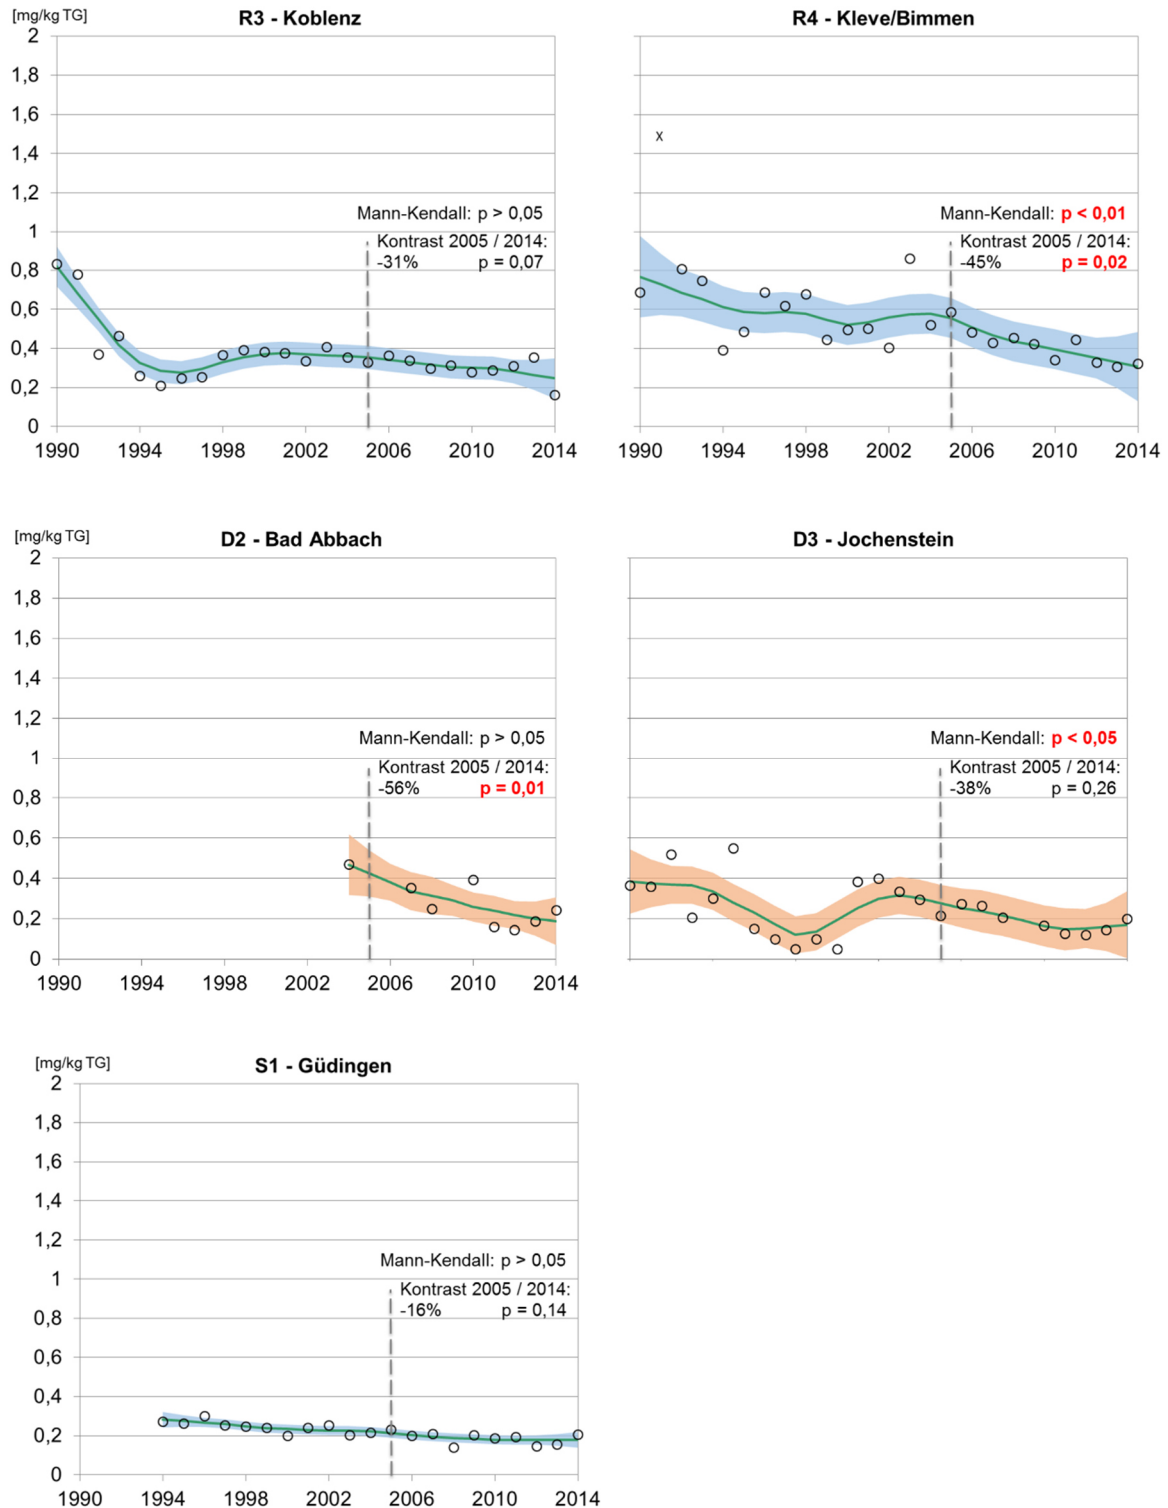 [mg/kg TG]
R3 - Koblenz
2
1,8
1,6
1,4
1,2
1
0,8
0,6
0,4
0,2
0
Mann-Kendall: p > 0,05
Kontrast 2005 / 2014:
-31% p = 0,07
1990 1994 1998 2002 2006 2010 2014
R4 - Kleve/Bimmen
x
Mann-Kendall: p < 0,01
Kontrast 2005 / 2014:
-45% p = 0,02
1990 1994 1998 2002 2006 2010 2014
[mg/kg TG]
D2 - Bad Abbach
2
1,8
1,6
1,4
1,2
1
0,8
0,6
0,4
0,2
0
Mann-Kendall: p > 0,05
Kontrast 2005 / 2014:
-56% p = 0,01
1990 1994 1998 2002 2006 2010 2014
D3 - Jochenstein
Mann-Kendall: p < 0,05
Kontrast 2005 / 2014:
-38% p = 0,26
[mg/kg TG]
S1 - Güdingen
2
1,8
1,6
1,4
1,2
1
0,8
0,6
0,4
0,2
0
Mann-Kendall: p > 0,05
Kontrast 2005 / 2014:
-16% p = 0,14
1990 1994 1998 2002 2006 2010 2014